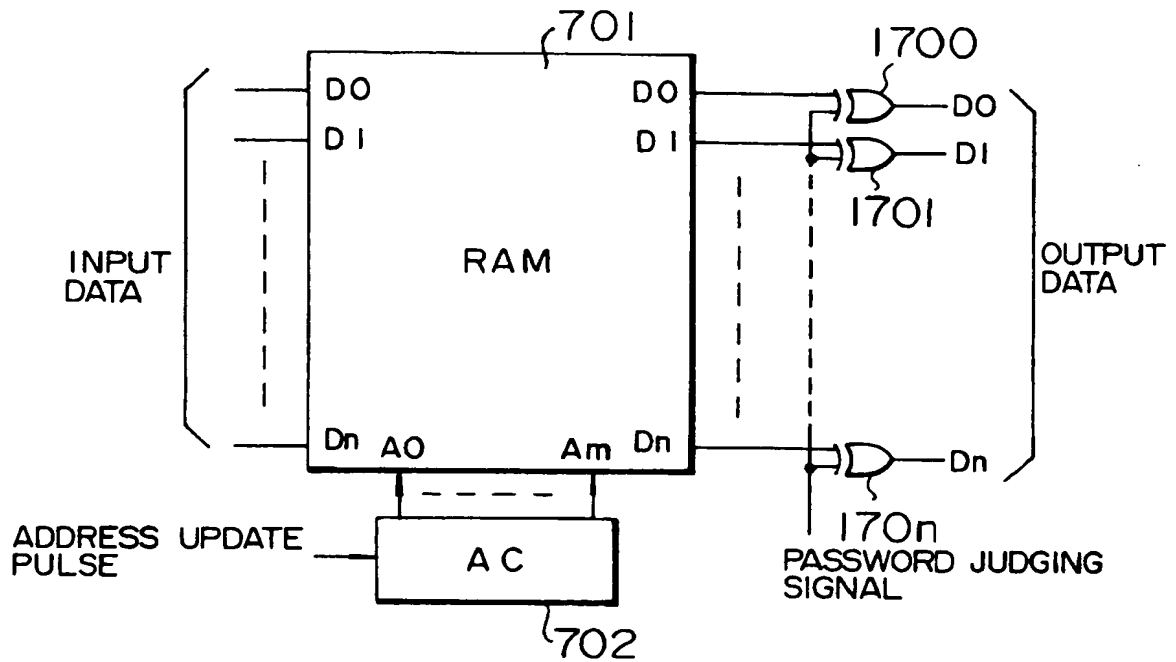 701
1700
D0
D0
D0
D1
D1
D1
1701
INPUT
DATA
RAM
OUTPUT
DATA
Dn
A0
Am
Dn
Dn
170n
ADDRESS UPDATE
PULSE
AC
PASSWORD JUDGING
SIGNAL
702